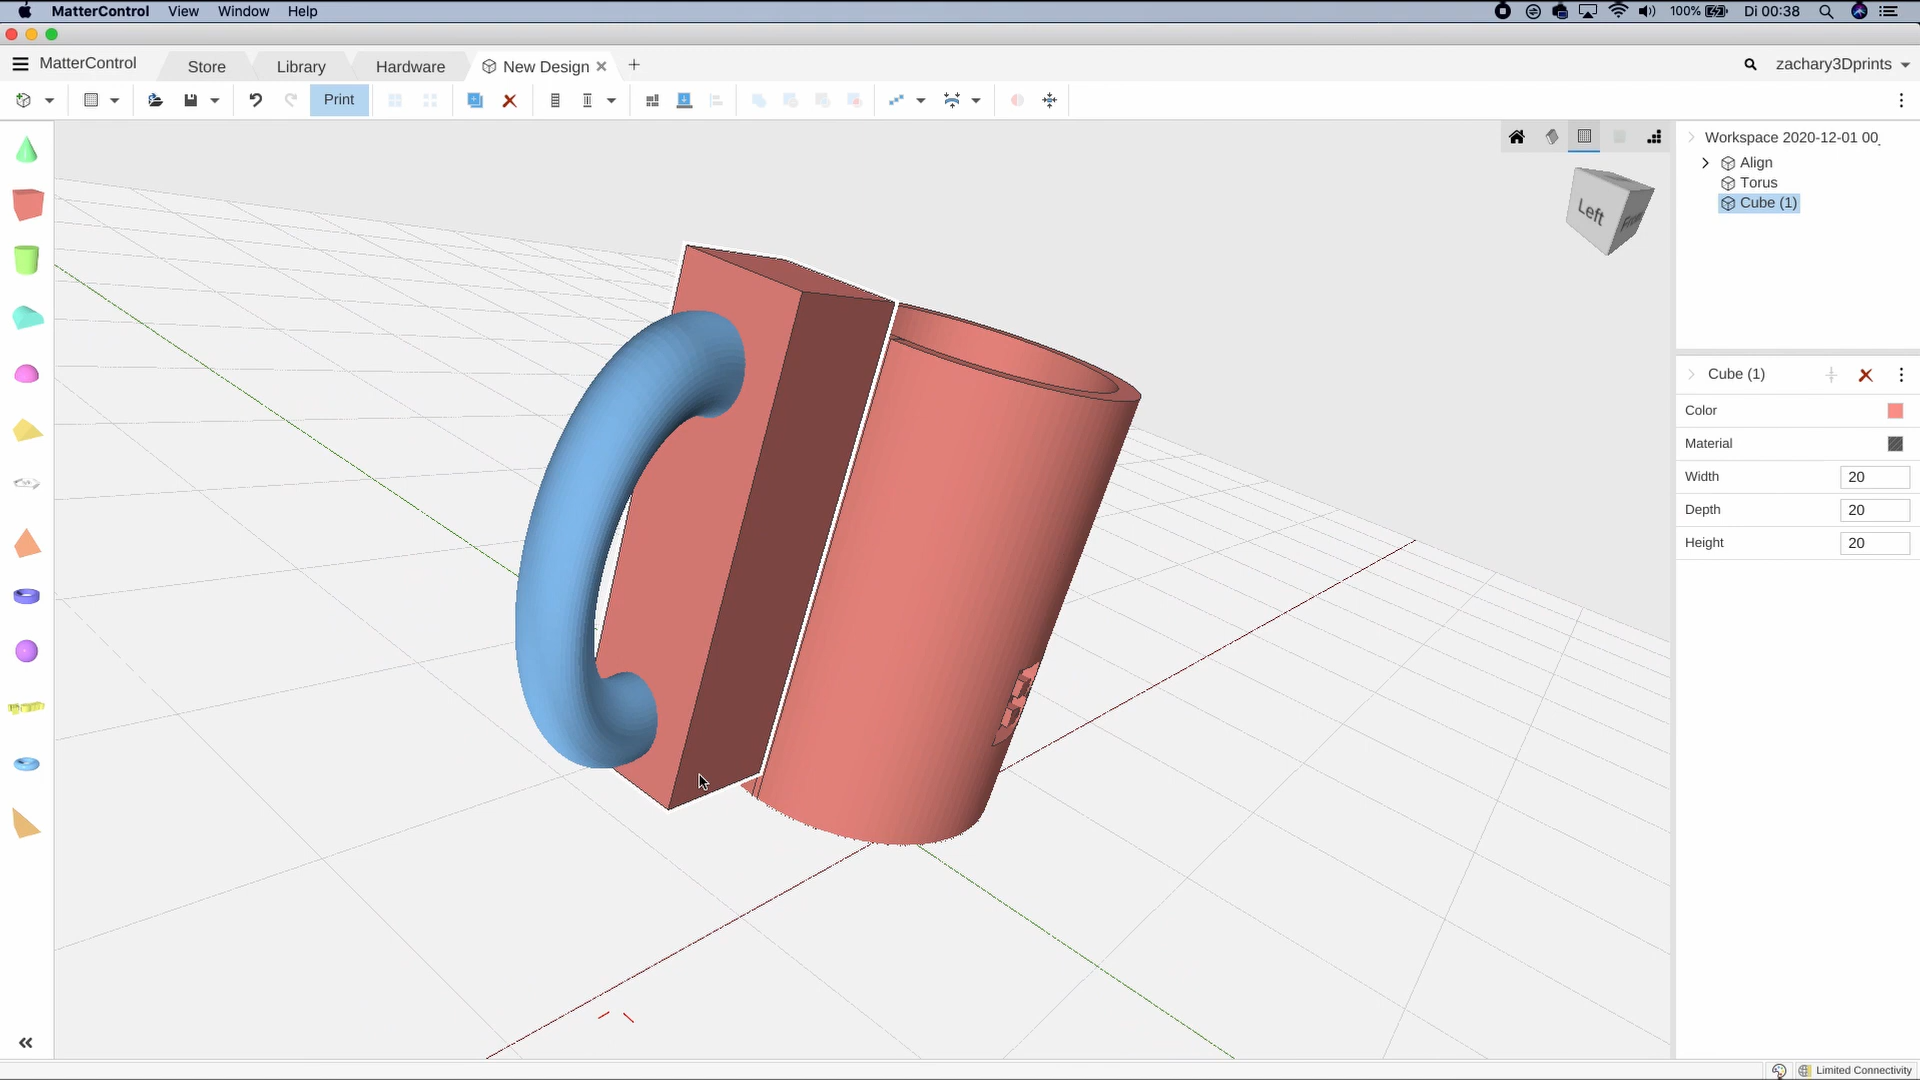 MatterControl View Window Help 100% Di 00:38
MatterControl Store Library Hardware New Design zachary3Dprints
Print
Workspace 2020-12-01 00
Align
Torus
Cube (1)
Left
Cube (1)
Color
Material
Width 20
Depth 20
Height 20
Limited Connectivity